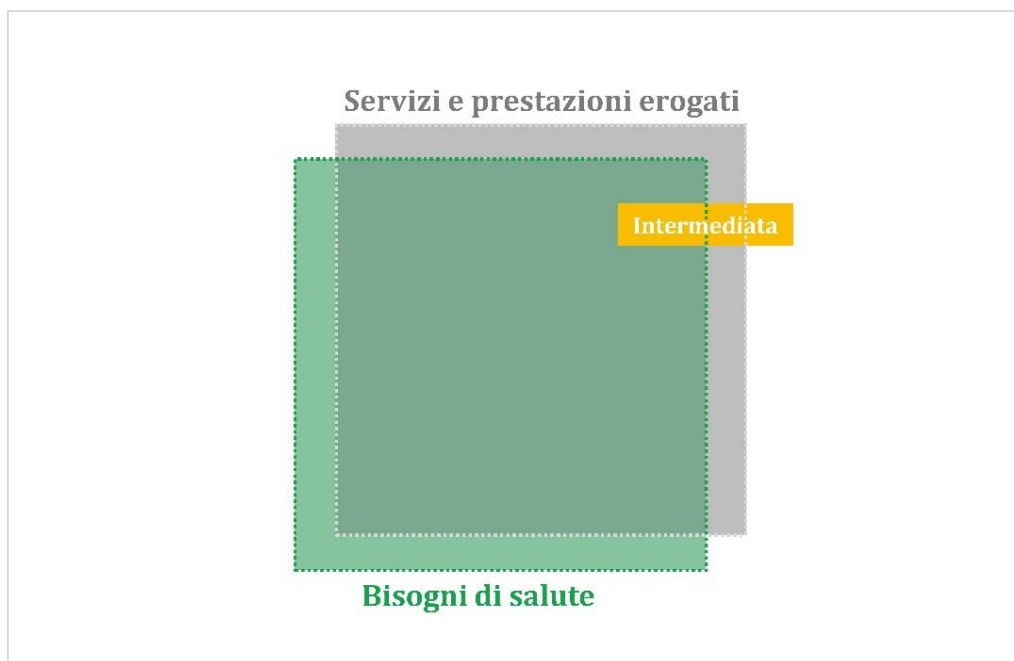 Servizi e prestazioni erogati
Intermediata
Bisogni di salute